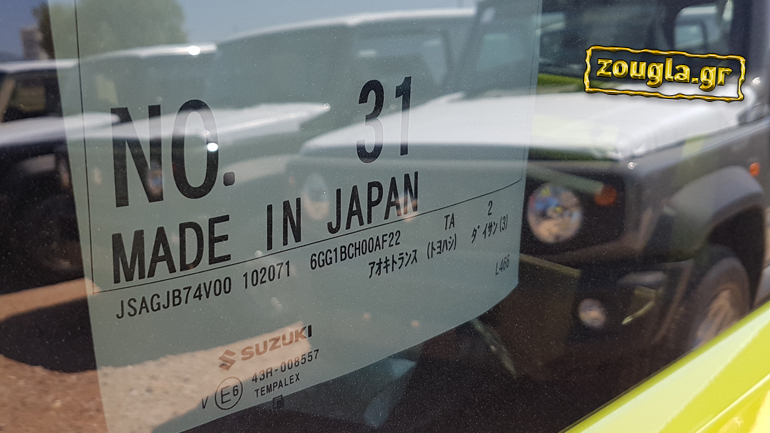 zougla.gr
NO. 31
MADE IN JAPAN
JSAGJB74V00 102071 6GG1BCH00AF22 TA 2
アオキトランス (トヨハシ) ダイサン(3)
L466
SUZUKI
V E6 43R-008557
TEMPALEX